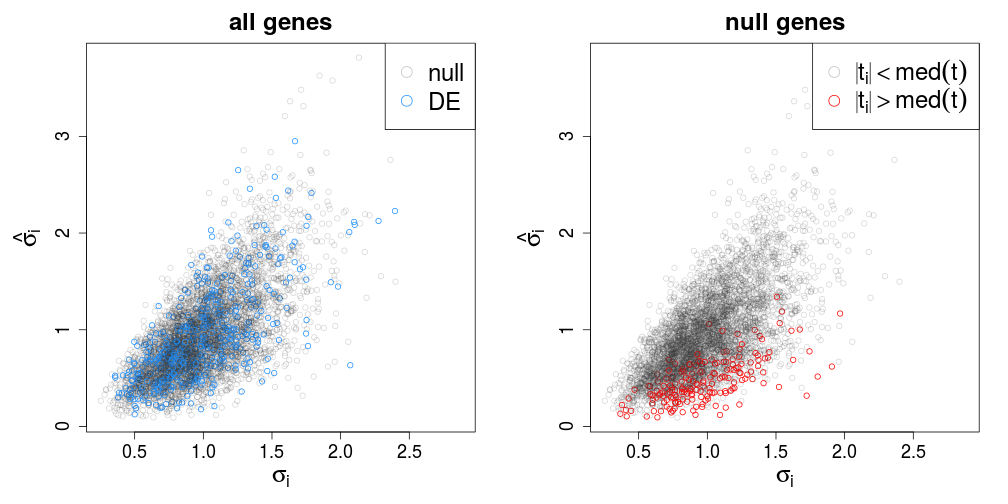 all genes
null
DE
3
2
1
0
σ̂i
0.5 1.0 1.5 2.0 2.5
σi
null genes
|ti| < med(t)
|ti| > med(t)
3
2
1
0
σ̂i
0.5 1.0 1.5 2.0 2.5
σi